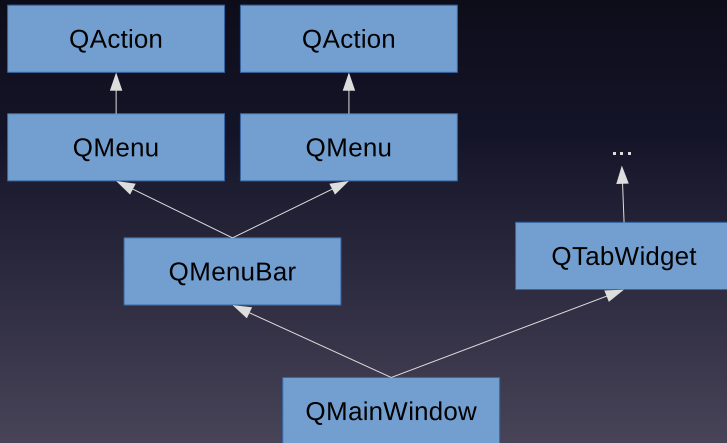 QAction
QAction
QMenu
QMenu
...
QMenuBar
QTabWidget
QMainWindow